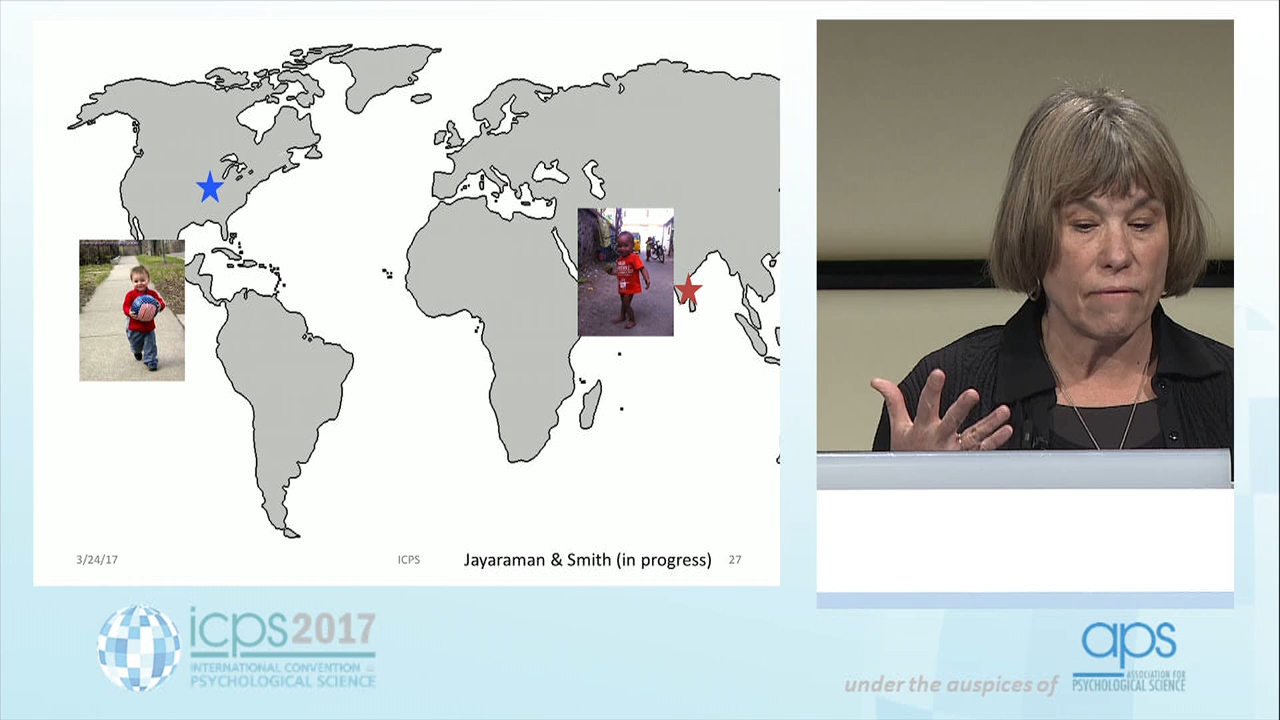 3/24/17
ICPS
Jayaraman & Smith (in progress)
27
icps2017
INTERNATIONAL CONVENTION of
PSYCHOLOGICAL SCIENCE
under the auspices of
aps
ASSOCIATION FOR
PSYCHOLOGICAL SCIENCE